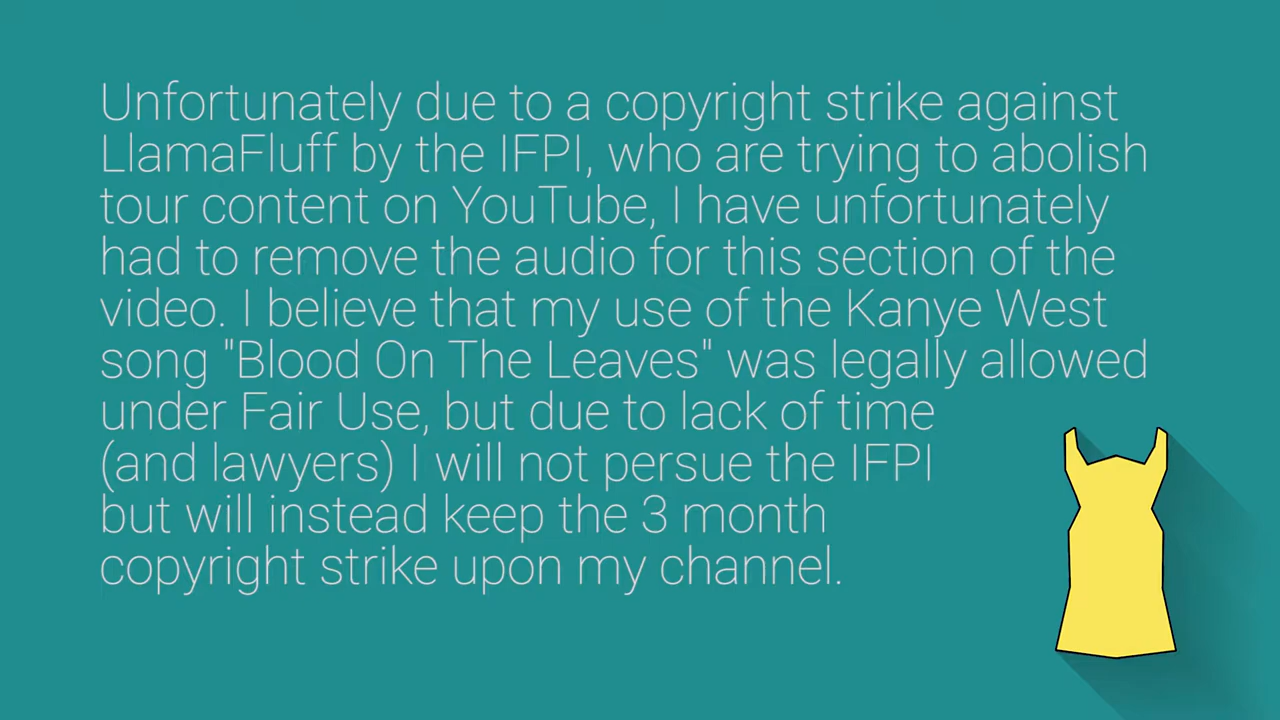 Unfortunately due to a copyright strike against
LlamaFluff by the IFPI, who are trying to abolish
tour content on YouTube, I have unfortunately
had to remove the audio for this section of the
video. I believe that my use of the Kanye West
song "Blood On The Leaves" was legally allowed
under Fair Use, but due to lack of time
(and lawyers) I will not persue the IFPI
but will instead keep the 3 month
copyright strike upon my channel.